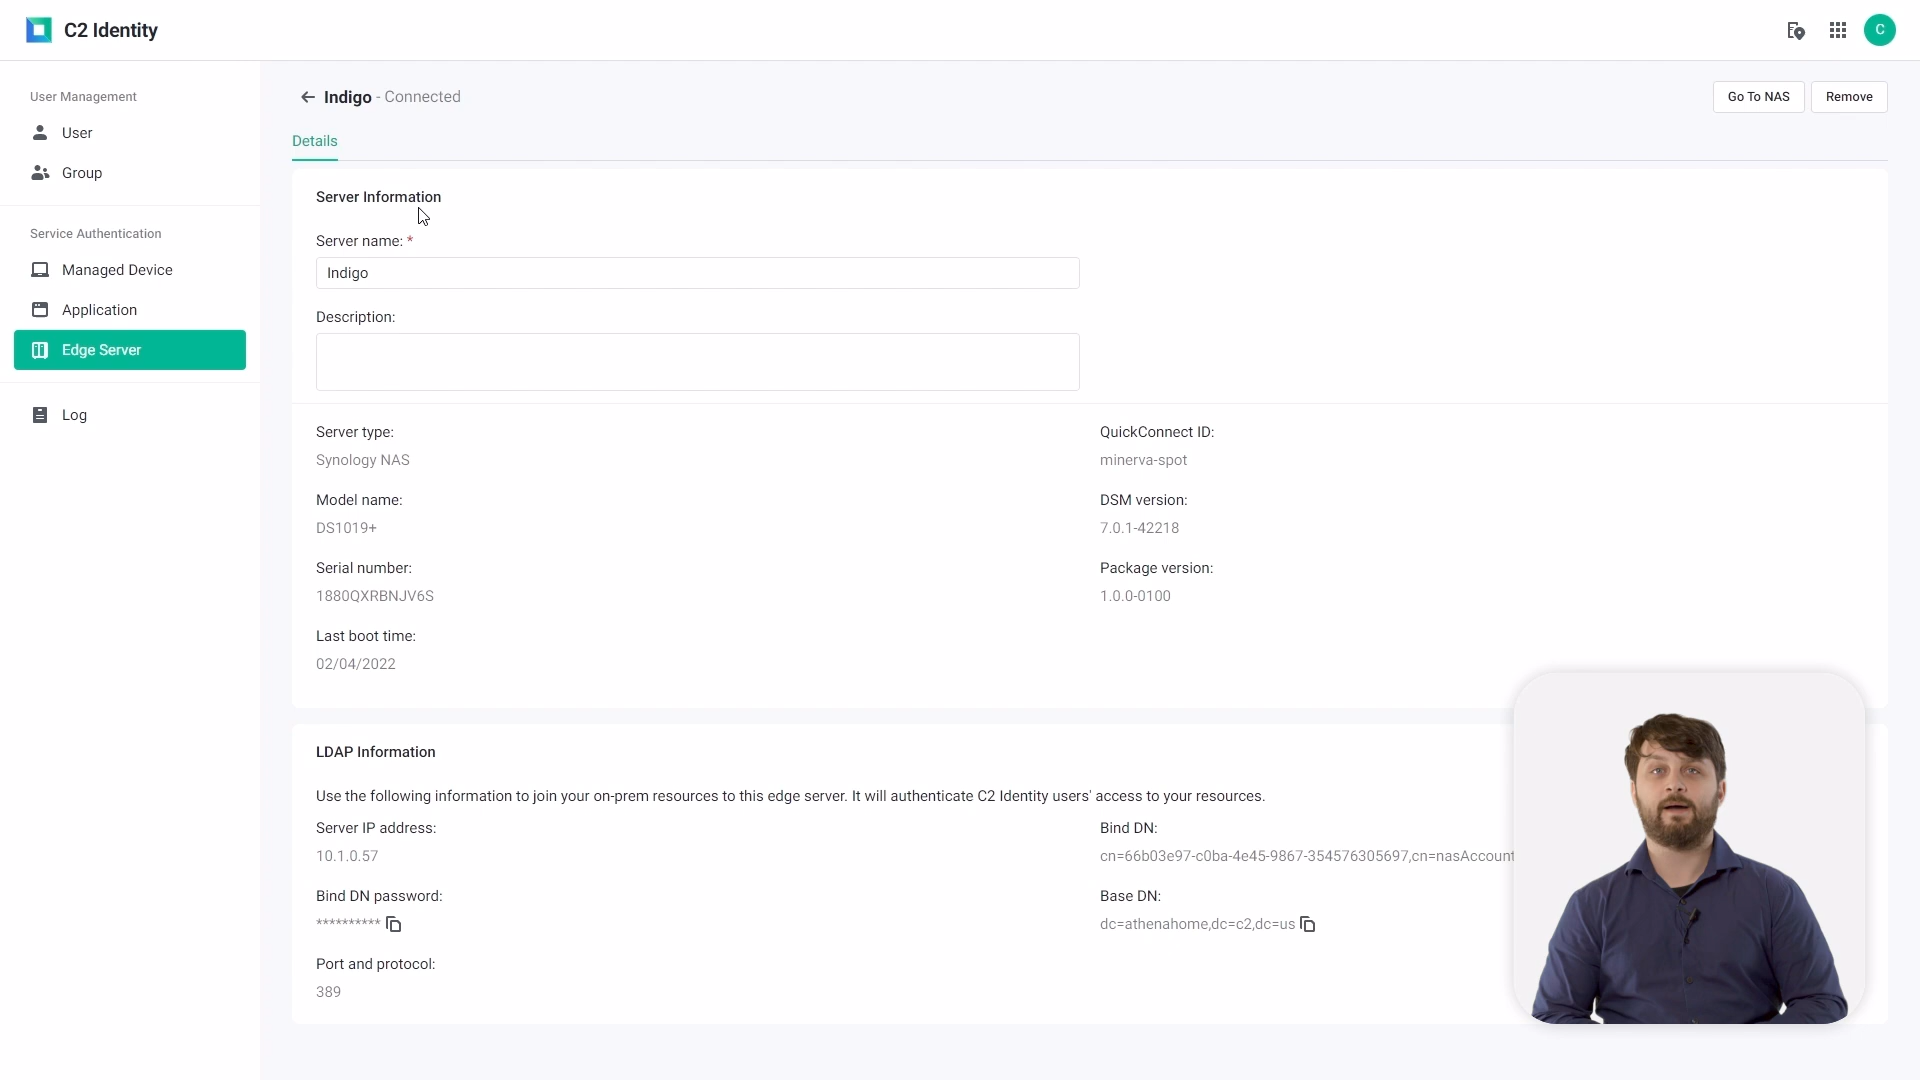 C2 Identity
C
User Management
User
Group
Service Authentication
Managed Device
Application
Edge Server
Log
Indigo - Connected
Go To NAS
Remove
Details
Server Information
Server name: *
Indigo
Description:
Server type:
Synology NAS
QuickConnect ID:
minerva-spot
Model name:
DS1019+
DSM version:
7.0.1-42218
Serial number:
1880QXRBNJV6S
Package version:
1.0.0-0100
Last boot time:
02/04/2022
LDAP Information
Use the following information to join your on-prem resources to this edge server. It will authenticate C2 Identity users' access to your resources.
Server IP address:
10.1.0.57
Bind DN:
cn=66b03e97-c0ba-4e45-9867-354576305697,cn=nasAccount
Bind DN password:
**********
Base DN:
dc=athenahome,dc=c2,dc=us
Port and protocol:
389